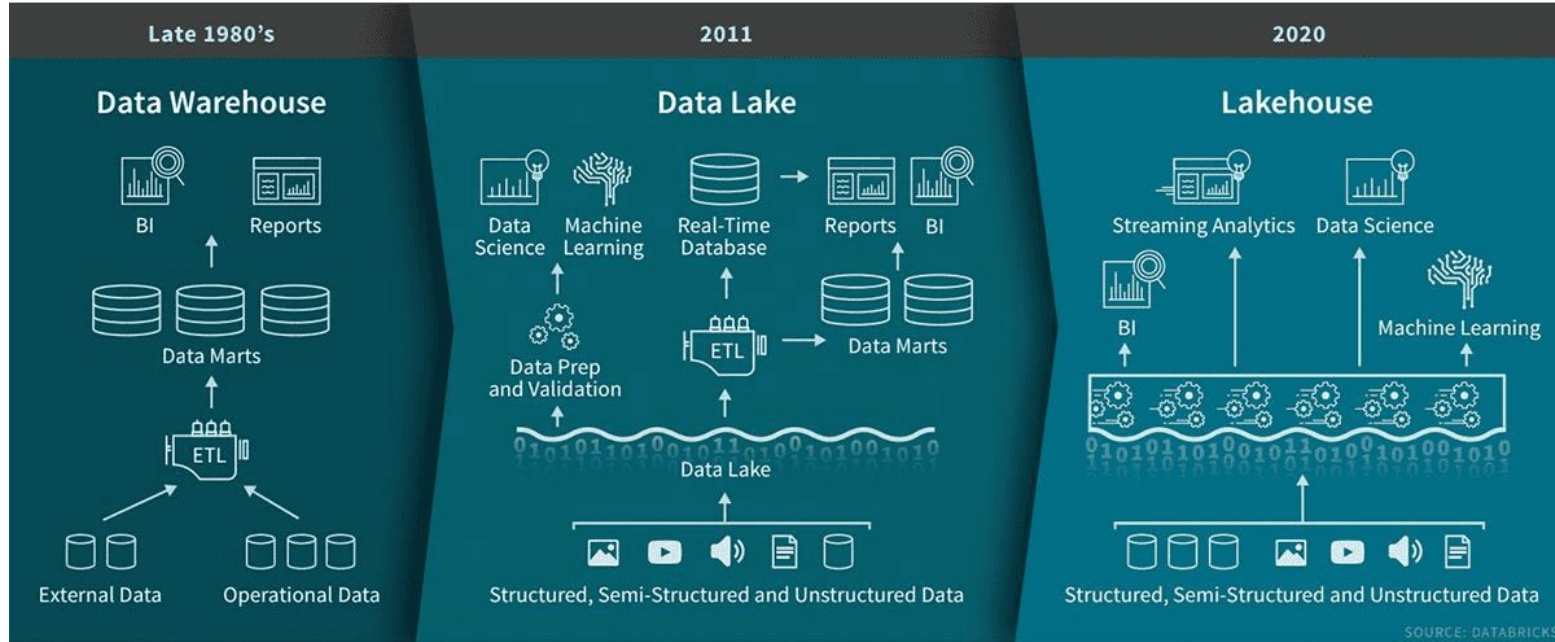 Late 1980's
Data Warehouse
BI
Reports
Data Marts
ETL
External Data
Operational Data
2011
Data Lake
Data
Science
Machine
Learning
Real-Time
Database
Reports
BI
Data Prep
and Validation
ETL
Data Marts
Data Lake
Structured, Semi-Structured and Unstructured Data
2020
Lakehouse
Streaming Analytics
Data Science
BI
Machine Learning
Structured, Semi-Structured and Unstructured Data
SOURCE: DATABRICKS